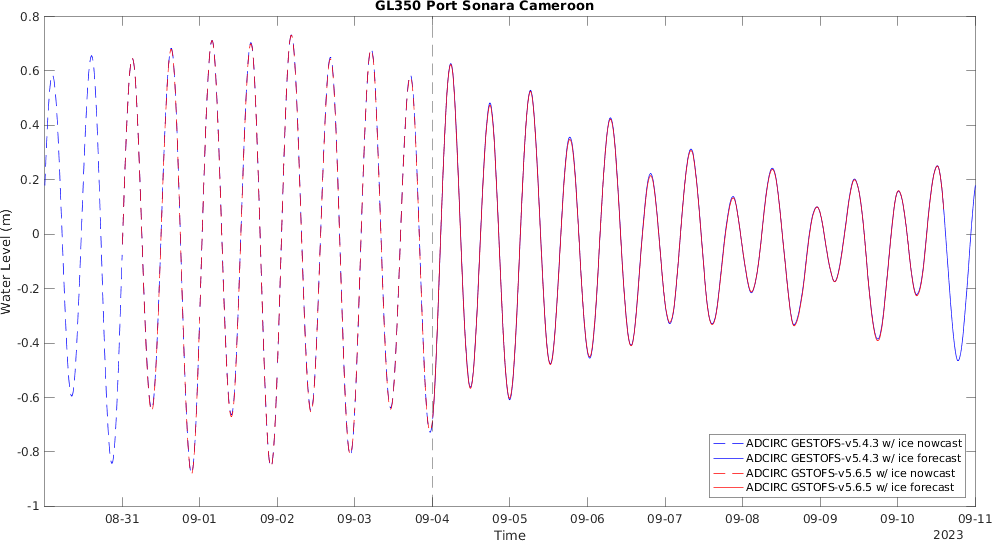 GL350 Port Sonara Cameroon
0.8
0.6
0.4
0.2
0
-0.2
-0.4
-0.6
-0.8
-1
Water Level (m)
08-31 09-01 09-02 09-03 09-04 09-05 09-06 09-07 09-08 09-09 09-10 09-11
Time
2023
ADCIRC GESTOFS-v5.4.3 w/ ice nowcast
ADCIRC GESTOFS-v5.4.3 w/ ice forecast
ADCIRC GSTOFS-v5.6.5 w/ ice nowcast
ADCIRC GSTOFS-v5.6.5 w/ ice forecast